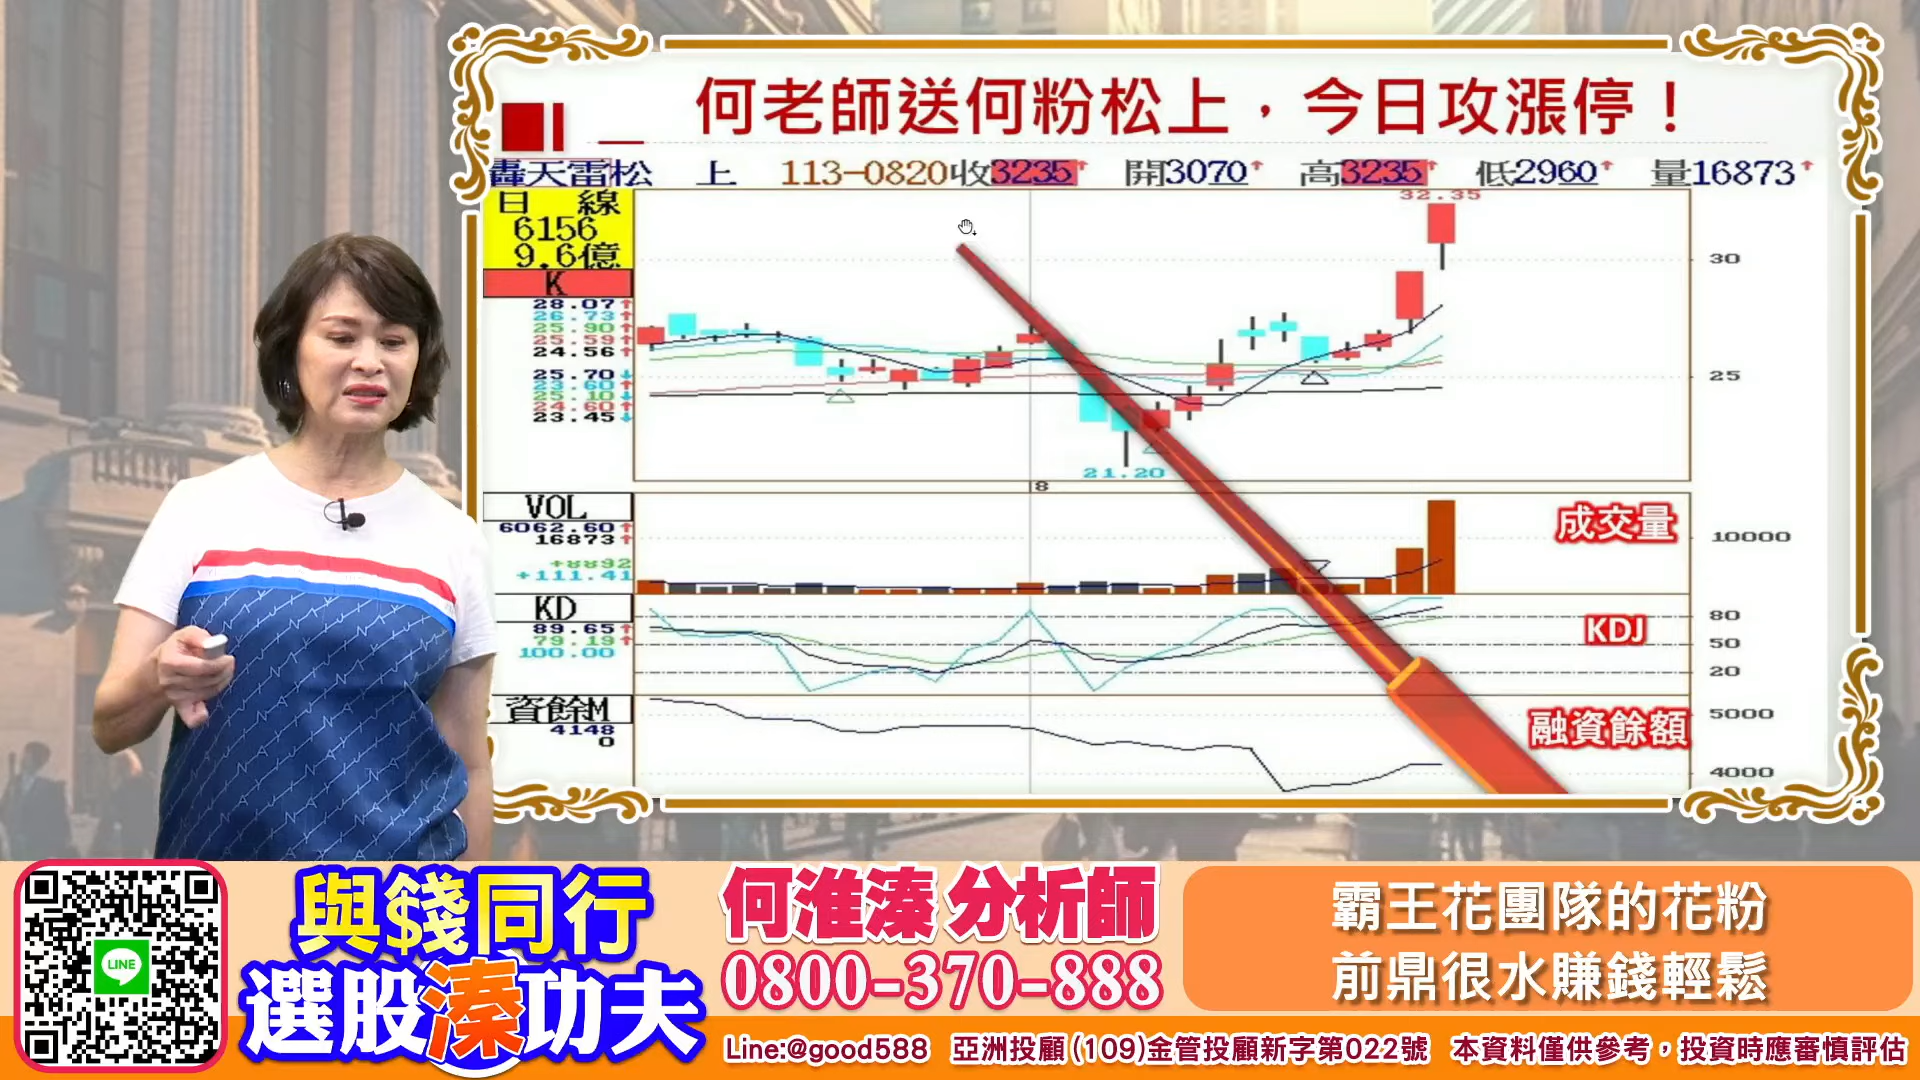 何老師送何粉松上，今日攻漲停！
轟天雷松 上 113-0820收3235↑ 開3070↑ 高3235↑ 低2960↑ 量16873↑
日 線
6156
9.6億
K
28.07↑
26.73↑
25.90↑
25.59↑
24.56↑
25.70↓
23.60↑
25.10↓
24.60↑
23.45↓
32.35
30
25
21.20
8
VOL
6062.60↑
16873↑
+8892
+111.41
成交量
10000
KD
89.65↑
79.19↑
100.00
KDJ
80
50
20
資餘M
4148
0
融資餘額
5000
4000
LINE
與$錢同行
選股溱功夫
何淮溱 分析師
0800-370-888
霸王花團隊的花粉
前鼎很水賺錢輕鬆
Line:@good588 亞洲投顧 (109)金管投顧新字第022號 本資料僅供參考，投資時應審慎評估